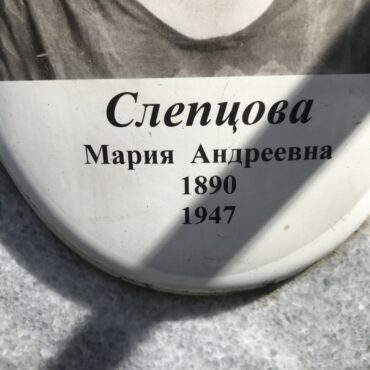 Слепцова
Мария Андреевна
1890
1947